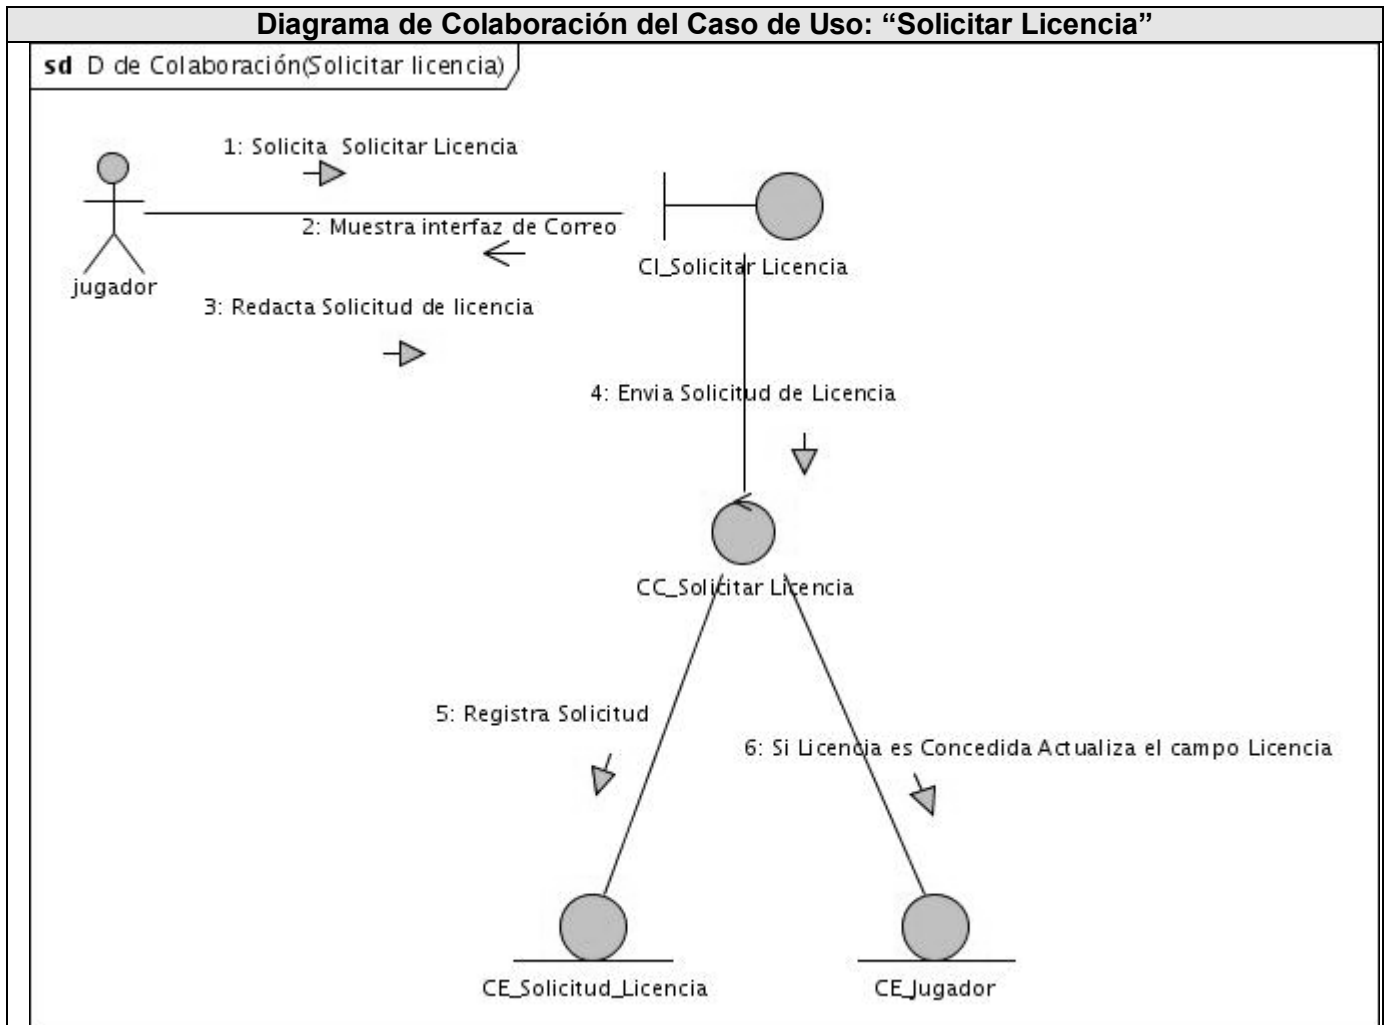 Diagrama de Colaboración del Caso de Uso: “Solicitar Licencia”
sd D de Colaboración(Solicitar licencia)
1: Solicita Solicitar Licencia
2: Muestra interfaz de Correo
CI_Solicitar Licencia
jugador
3: Redacta Solicitud de licencia
4: Envia Solicitud de Licencia
CC_Solicitar Licencia
5: Registra Solicitud
6: Si Licencia es Concedida Actualiza el campo Licencia
CE_Solicitud_Licencia
CE_Jugador